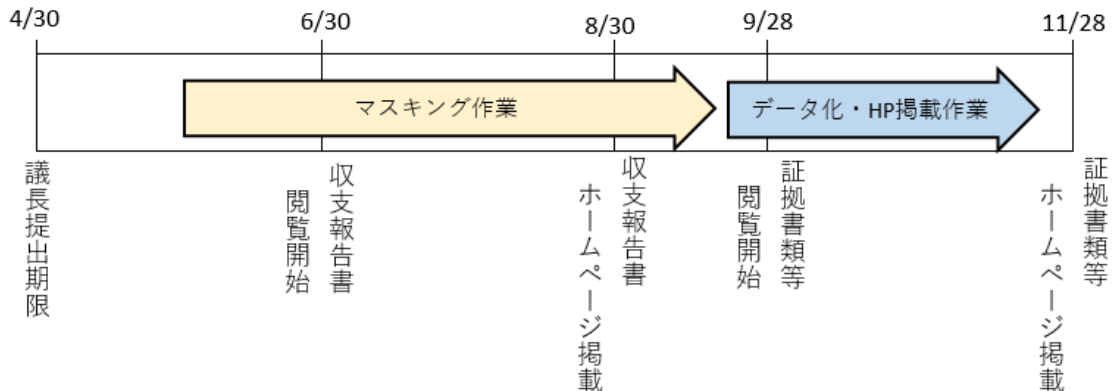 4/30
6/30
8/30
9/28
11/28
マスキング作業
データ化・HP掲載作業
議長提出期限
収支報告書
閲覧開始
収支報告書
ホームページ掲載
証拠書類等
閲覧開始
証拠書類等
ホームページ掲載